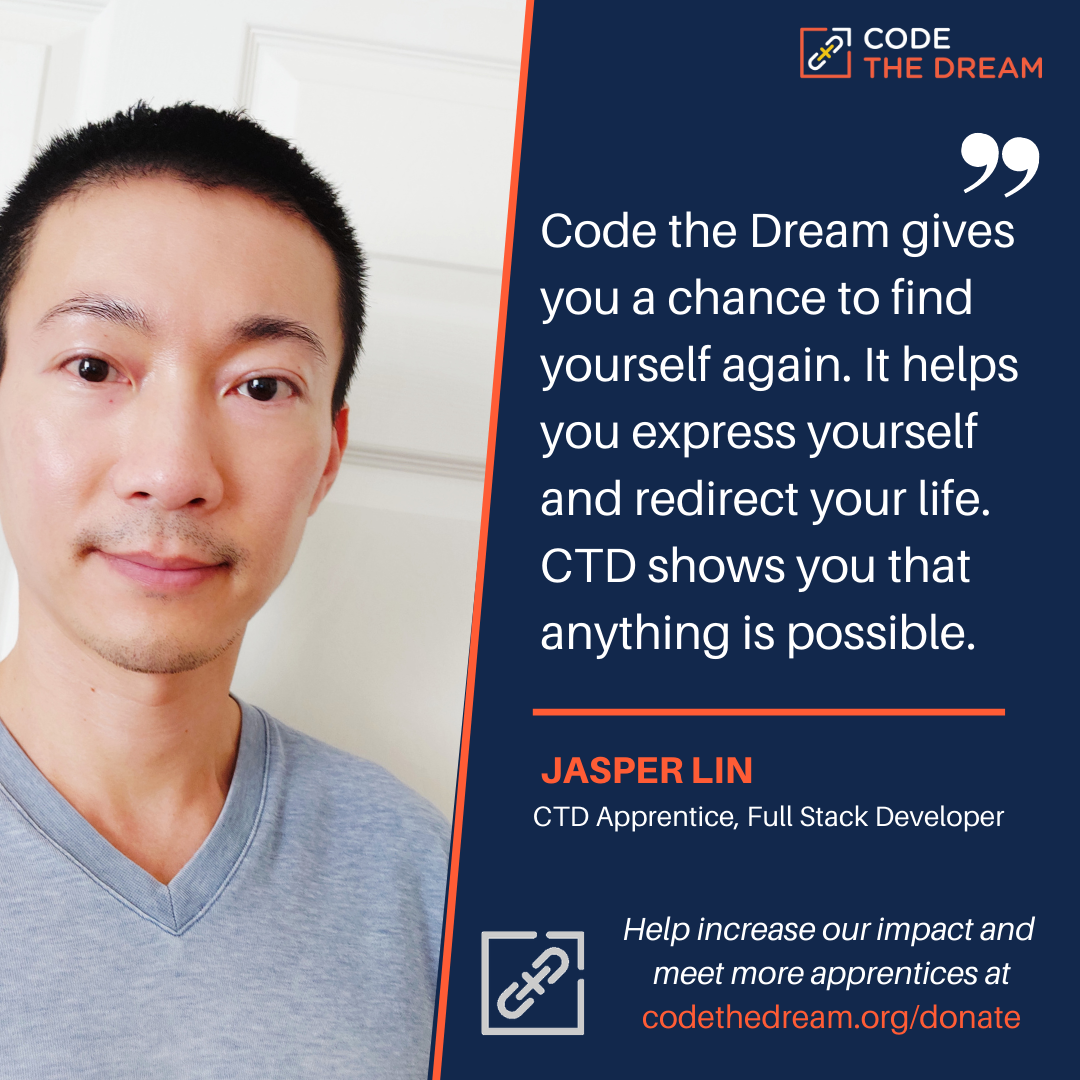 CODE
THE DREAM
”
Code the Dream gives
you a chance to find
yourself again. It helps
you express yourself
and redirect your life.
CTD shows you that
anything is possible.
JASPER LIN
CTD Apprentice, Full Stack Developer
Help increase our impact and
meet more apprentices at
codethedream.org/donate